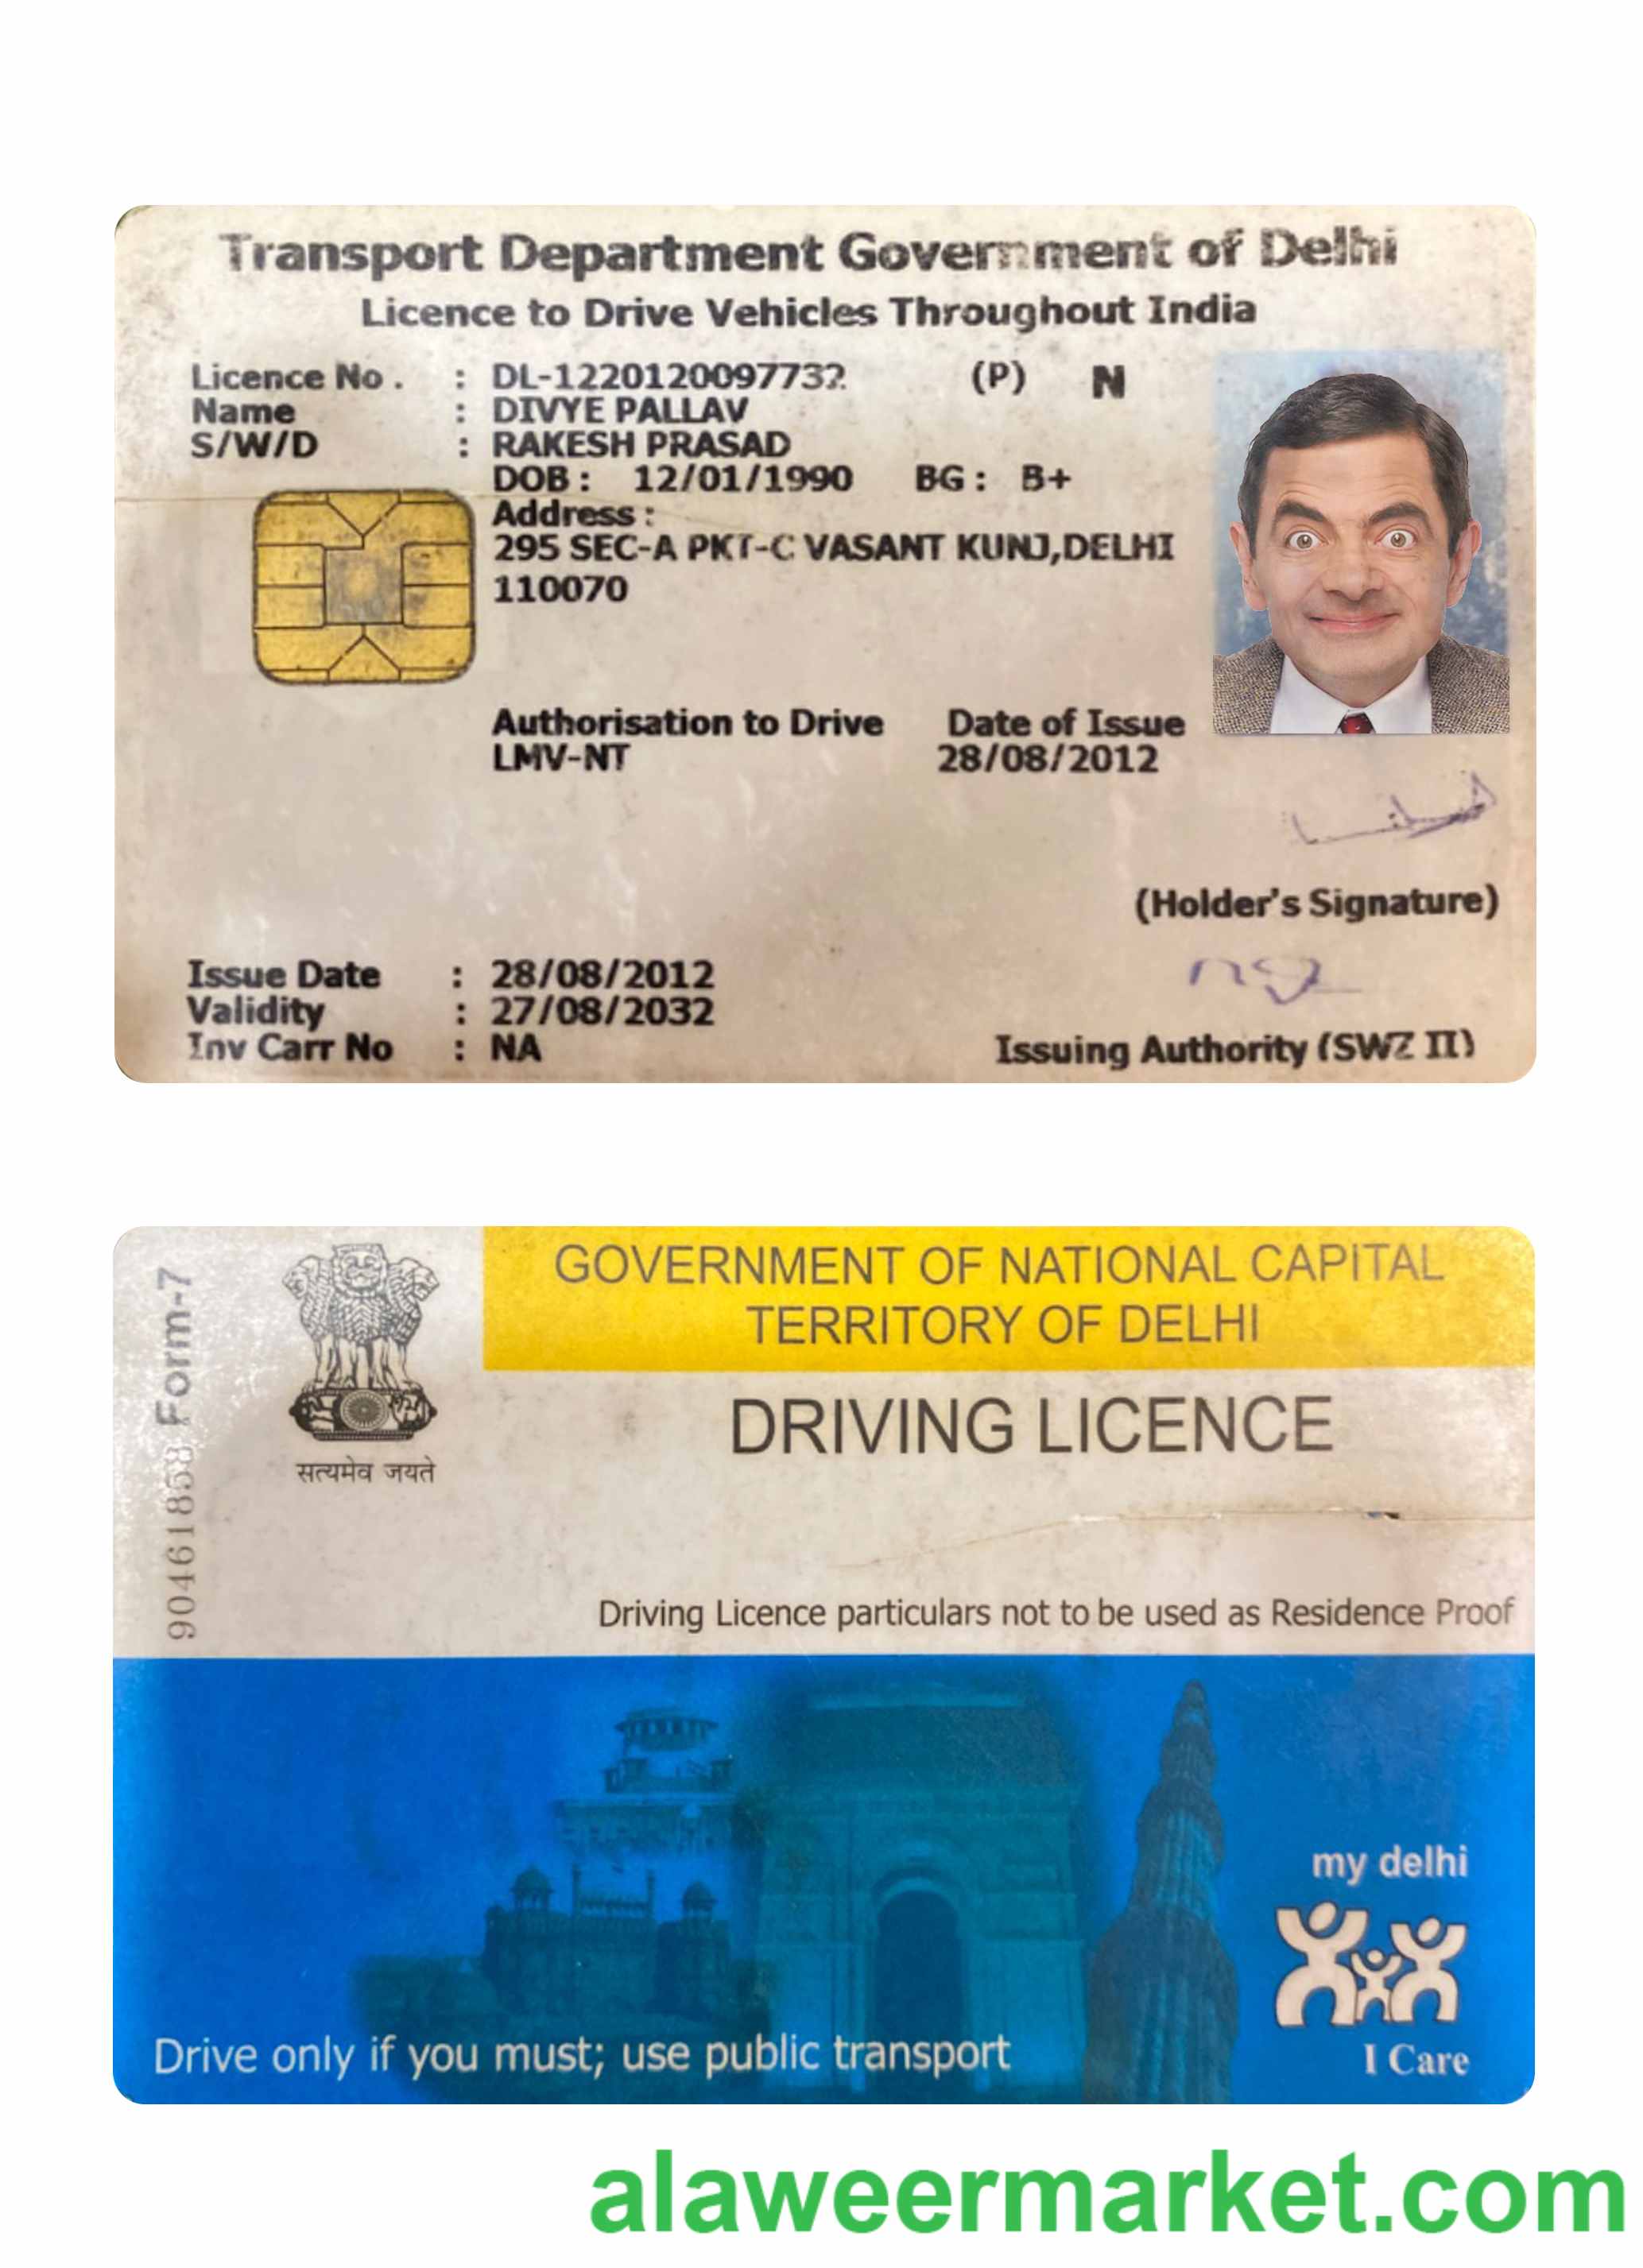 Transport Department Government of Delhi
Licence to Drive Vehicles Throughout India
Licence No. : DL-1220120097732 (P) N
Name : DIVYE PALLAV
S/W/D : RAKESH PRASAD
DOB : 12/01/1990 BG : B+
Address :
295 SEC-A PKT-C VASANT KUNJ,DELHI
110070
Authorisation to Drive Date of Issue
LMV-NT 28/08/2012
(Holder's Signature)
Issue Date : 28/08/2012
Validity : 27/08/2032
Inv Carr No : NA Issuing Authority (SWZ II)
GOVERNMENT OF NATIONAL CAPITAL
TERRITORY OF DELHI
DRIVING LICENCE
Form-7
सत्यमेव जयते
Driving Licence particulars not to be used as Residence Proof
my delhi
I Care
Drive only if you must; use public transport
alaweermarket.com